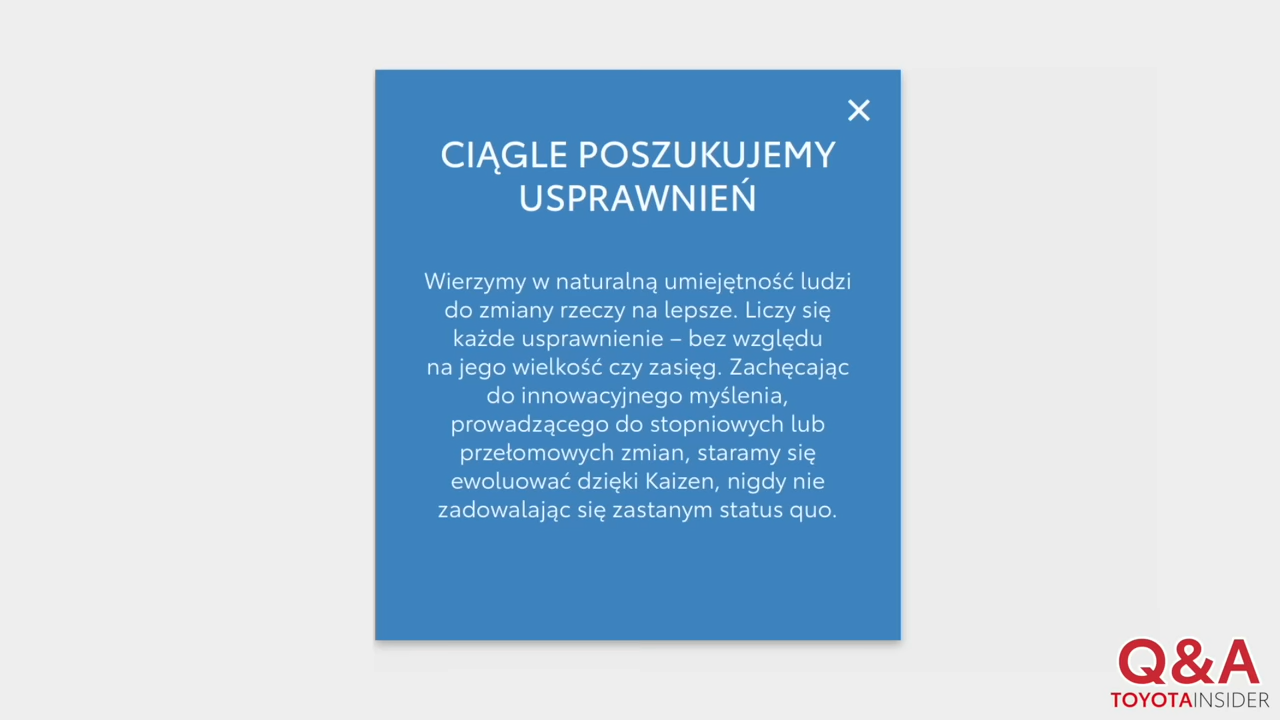 CIĄGLE POSZUKUJEMY
USPRAWNIEŃ
Wierzymy w naturalną umiejętność ludzi
do zmiany rzeczy na lepsze. Liczy się
każde usprawnienie – bez względu
na jego wielkość czy zasięg. Zachęcając
do innowacyjnego myślenia,
prowadzącego do stopniowych lub
przełomowych zmian, staramy się
ewoluować dzięki Kaizen, nigdy nie
zadowalając się zastanym status quo.
Q&A
TOYOTAINSIDER